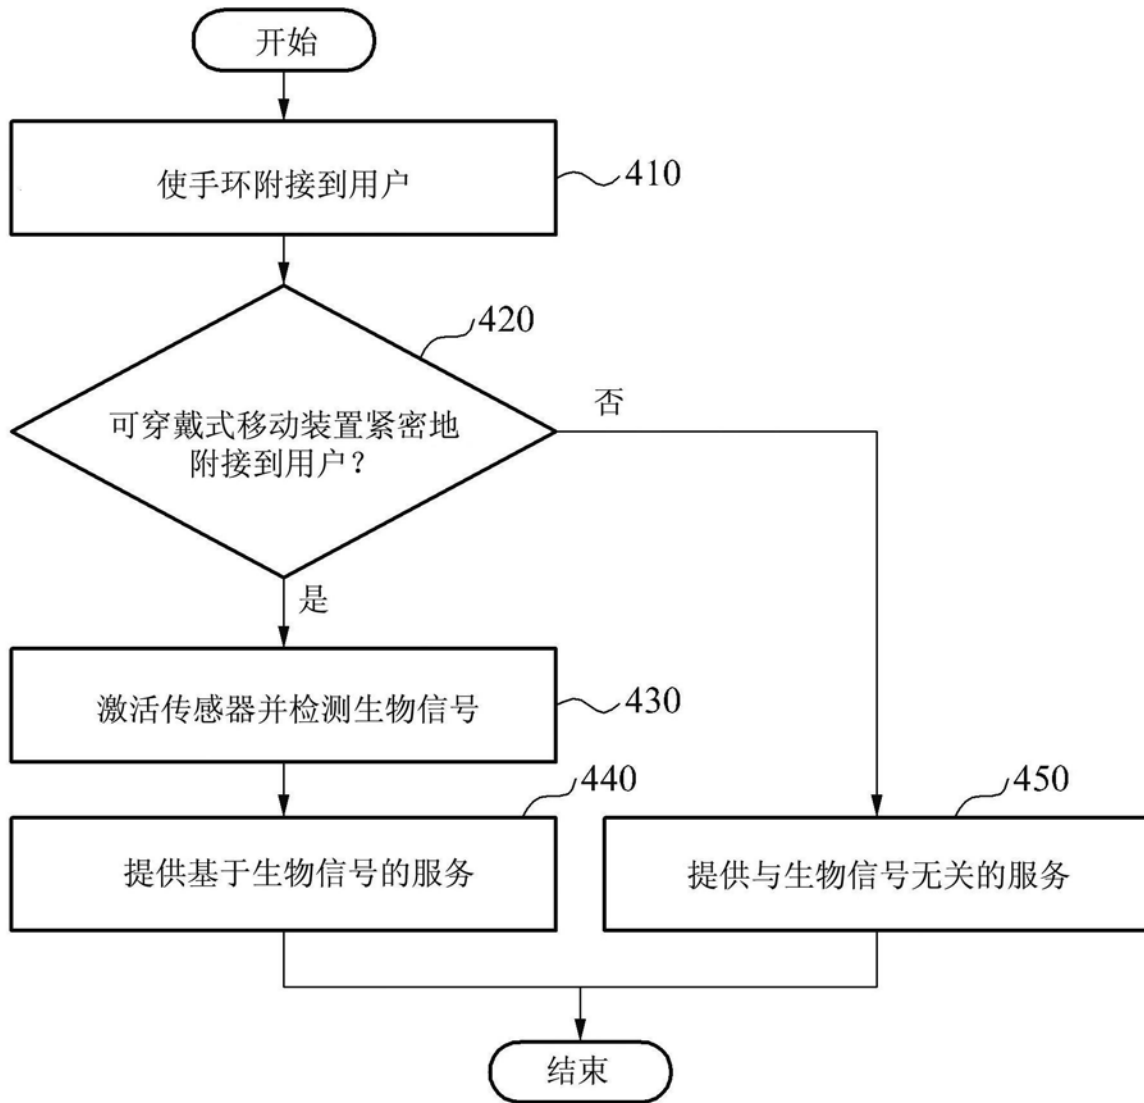 开始
使手环附接到用户
410
420
可穿戴式移动装置紧密地
附接到用户？
否
是
激活传感器并检测生物信号
430
440
提供基于生物信号的服务
450
提供与生物信号无关的服务
结束